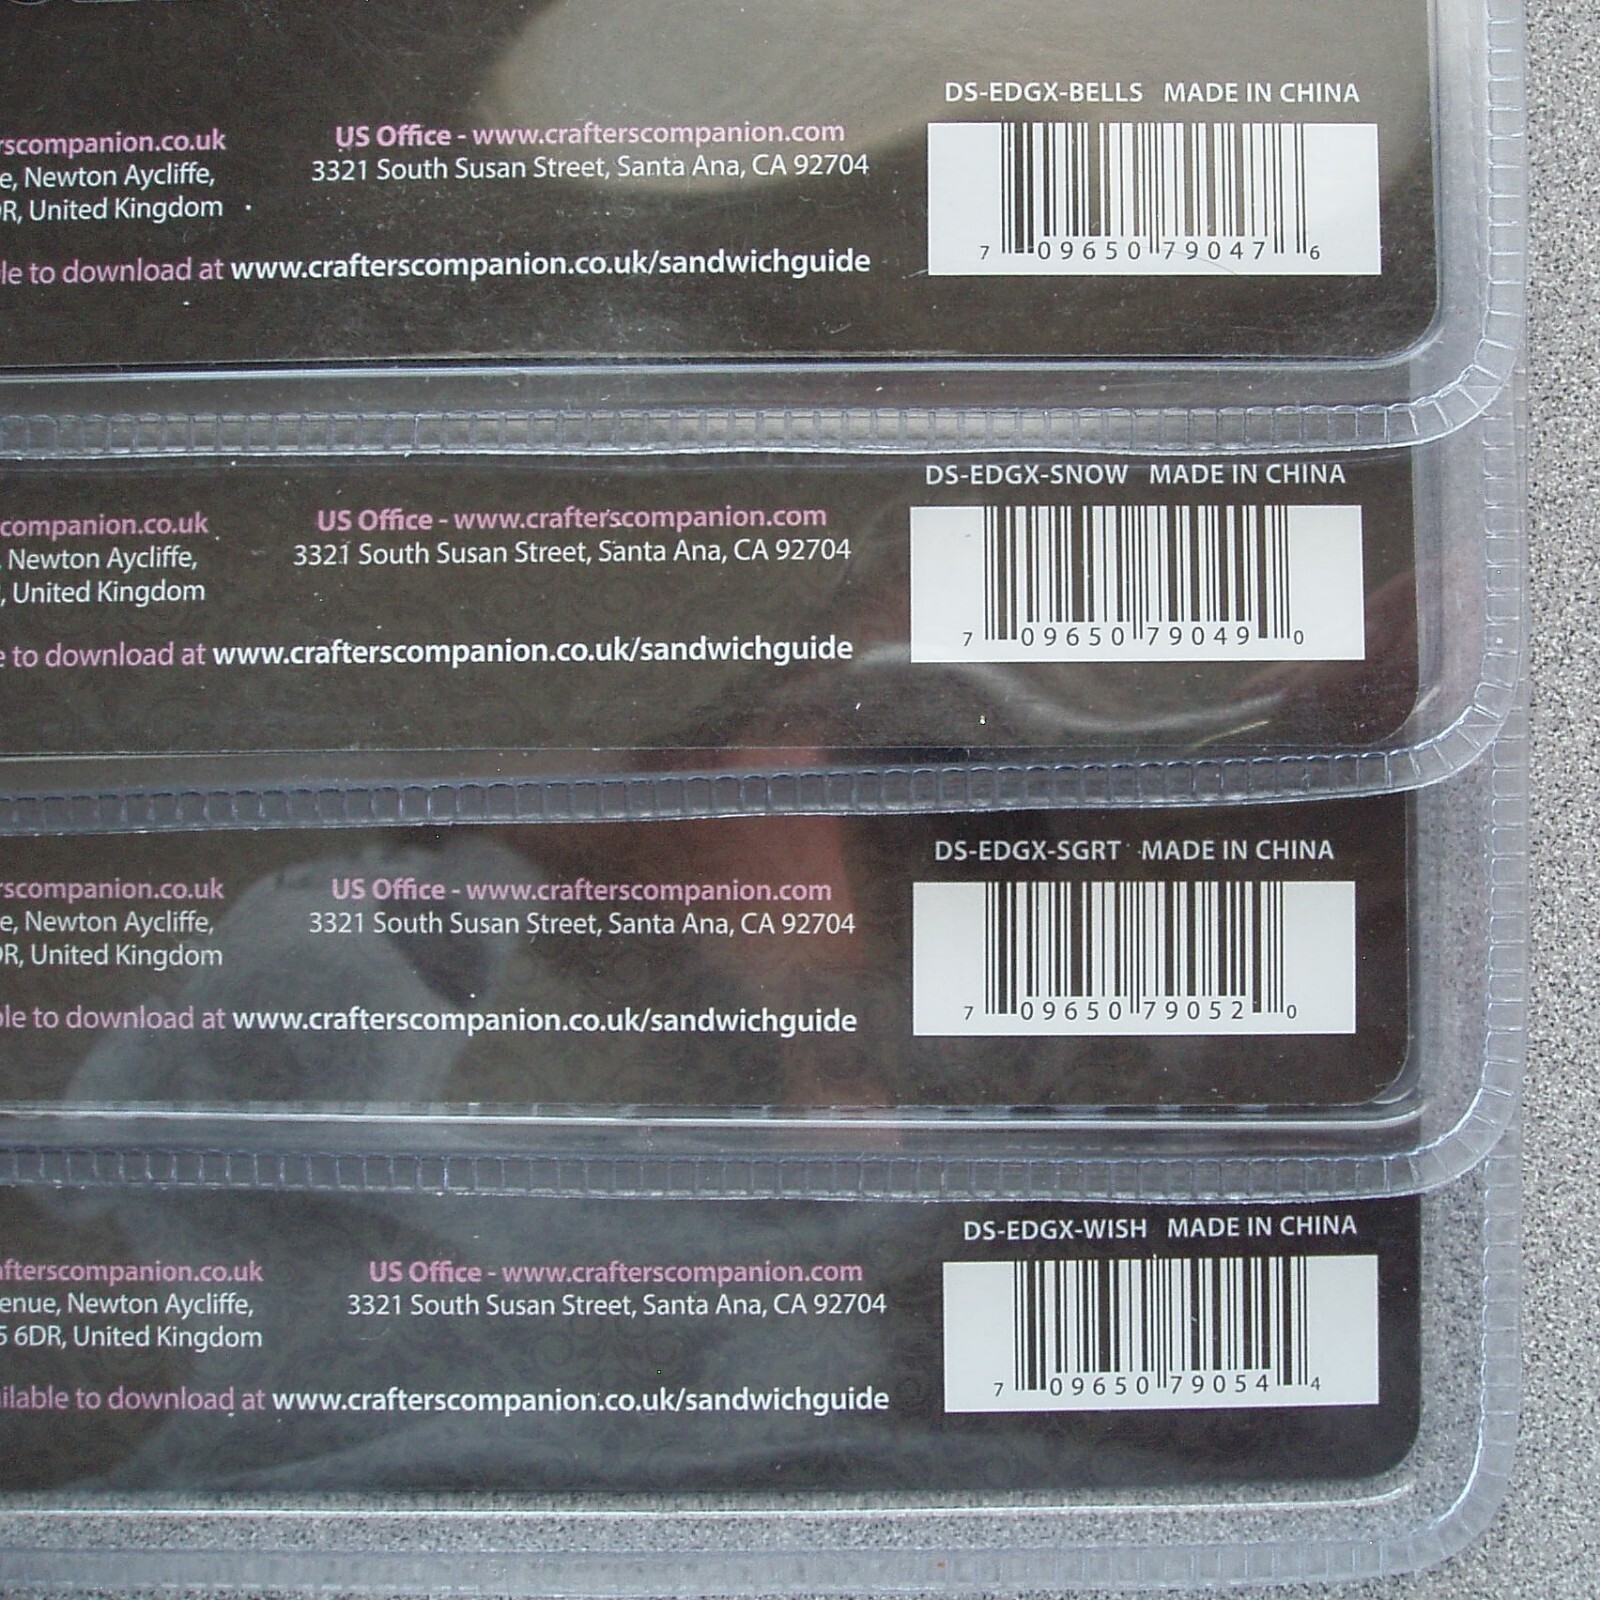 DS-EDGX-BELLS MADE IN CHINA
rscompanion.co.uk US Office - www.crafterscompanion.com
e, Newton Aycliffe, 3321 South Susan Street, Santa Ana, CA 92704
R, United Kingdom
le to download at www.crafterscompanion.co.uk/sandwichguide
7 09650 79047 6
DS-EDGX-SNOW MADE IN CHINA
companion.co.uk US Office - www.crafterscompanion.com
, Newton Aycliffe, 3321 South Susan Street, Santa Ana, CA 92704
, United Kingdom
e to download at www.crafterscompanion.co.uk/sandwichguide
7 09650 79049 0
DS-EDGX-SGRT MADE IN CHINA
rscompanion.co.uk US Office - www.crafterscompanion.com
e, Newton Aycliffe, 3321 South Susan Street, Santa Ana, CA 92704
DR, United Kingdom
ble to download at www.crafterscompanion.co.uk/sandwichguide
7 09650 79052 0
DS-EDGX-WISH MADE IN CHINA
afterscompanion.co.uk US Office - www.crafterscompanion.com
enue, Newton Aycliffe, 3321 South Susan Street, Santa Ana, CA 92704
5 6DR, United Kingdom
ilable to download at www.crafterscompanion.co.uk/sandwichguide
7 09650 79054 4